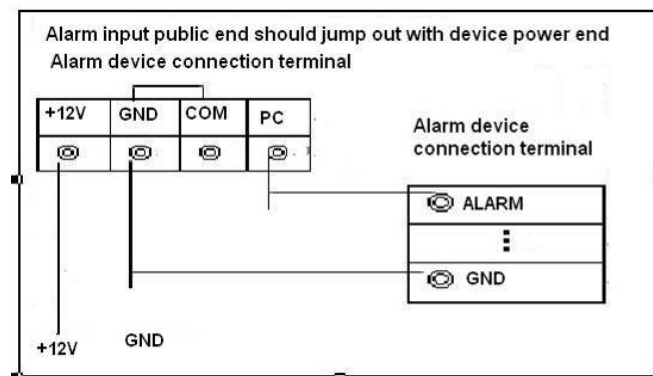 Alarm input public end should jump out with device power end
Alarm device connection terminal
+12V GND COM PC
Alarm device
connection terminal
ALARM
GND
+12V GND